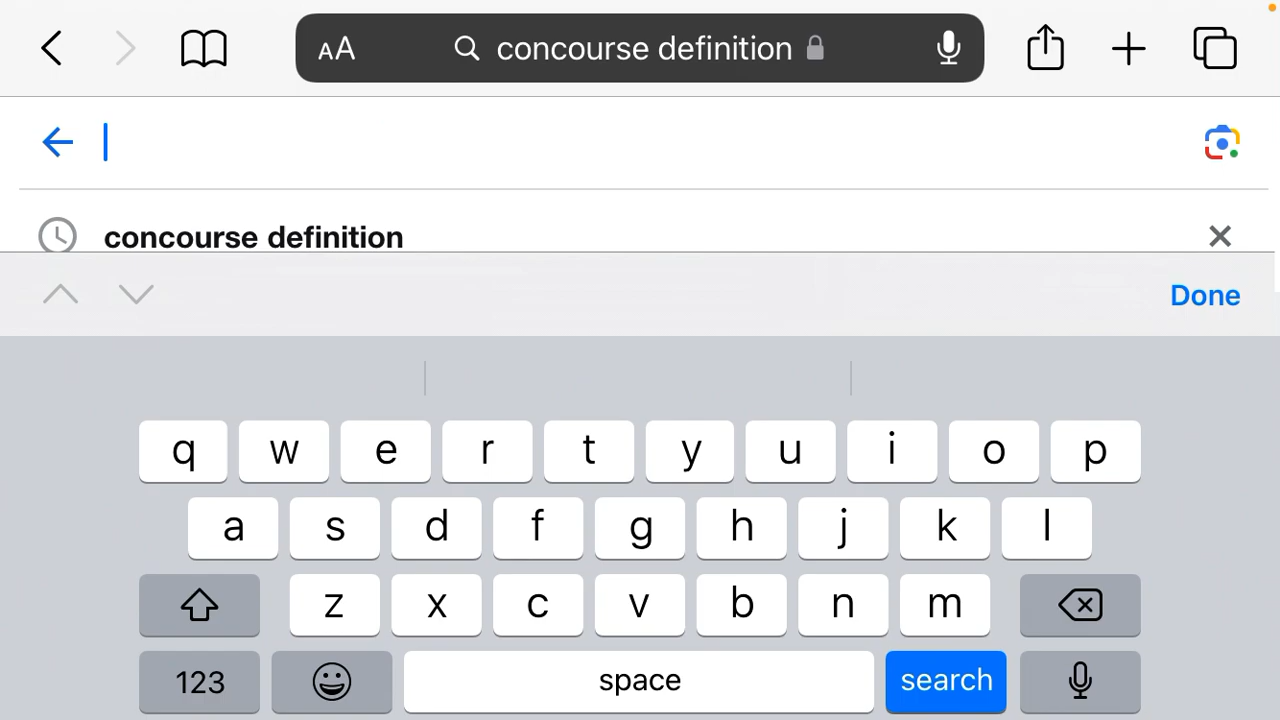 AA concourse definition
concourse definition
Done
q w e r t y u i o p
a s d f g h j k l
z x c v b n m
123 space search